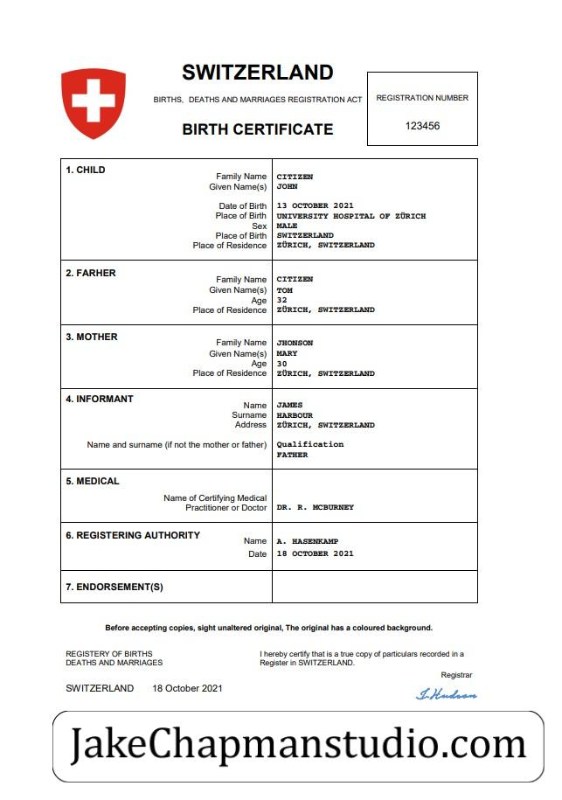 SWITZERLAND
BIRTHS, DEATHS AND MARRIAGES REGISTRATION ACT
BIRTH CERTIFICATE
REGISTRATION NUMBER
123456
1. CHILD
Family Name CITIZEN
Given Name(s) JOHN
Date of Birth 13 OCTOBER 2021
Place of Birth UNIVERSITY HOSPITAL OF ZÜRICH
Sex MALE
Place of Birth SWITZERLAND
Place of Residence ZÜRICH, SWITZERLAND
2. FARHER
Family Name CITIZEN
Given Name(s) TOM
Age 32
Place of Residence ZÜRICH, SWITZERLAND
3. MOTHER
Family Name JHONSON
Given Name(s) MARY
Age 30
Place of Residence ZÜRICH, SWITZERLAND
4. INFORMANT
Name JAMES
Surname HARBOUR
Address ZÜRICH, SWITZERLAND
Name and surname (if not the mother or father) Qualification
FATHER
5. MEDICAL
Name of Certifying Medical
Practitioner or Doctor DR. R. MCBURNEY
6. REGISTERING AUTHORITY
Name A. HASENKAMP
Date 18 OCTOBER 2021
7. ENDORSEMENT(S)
Before accepting copies, sight unaltered original, The original has a coloured background.
REGISTERY OF BIRTHS
DEATHS AND MARRIAGES
I hereby certify that is a true copy of particulars recorded in a
Register in SWITZERLAND.
Registrar
SWITZERLAND 18 October 2021
J.Hudson
JakeChapmanstudio.com